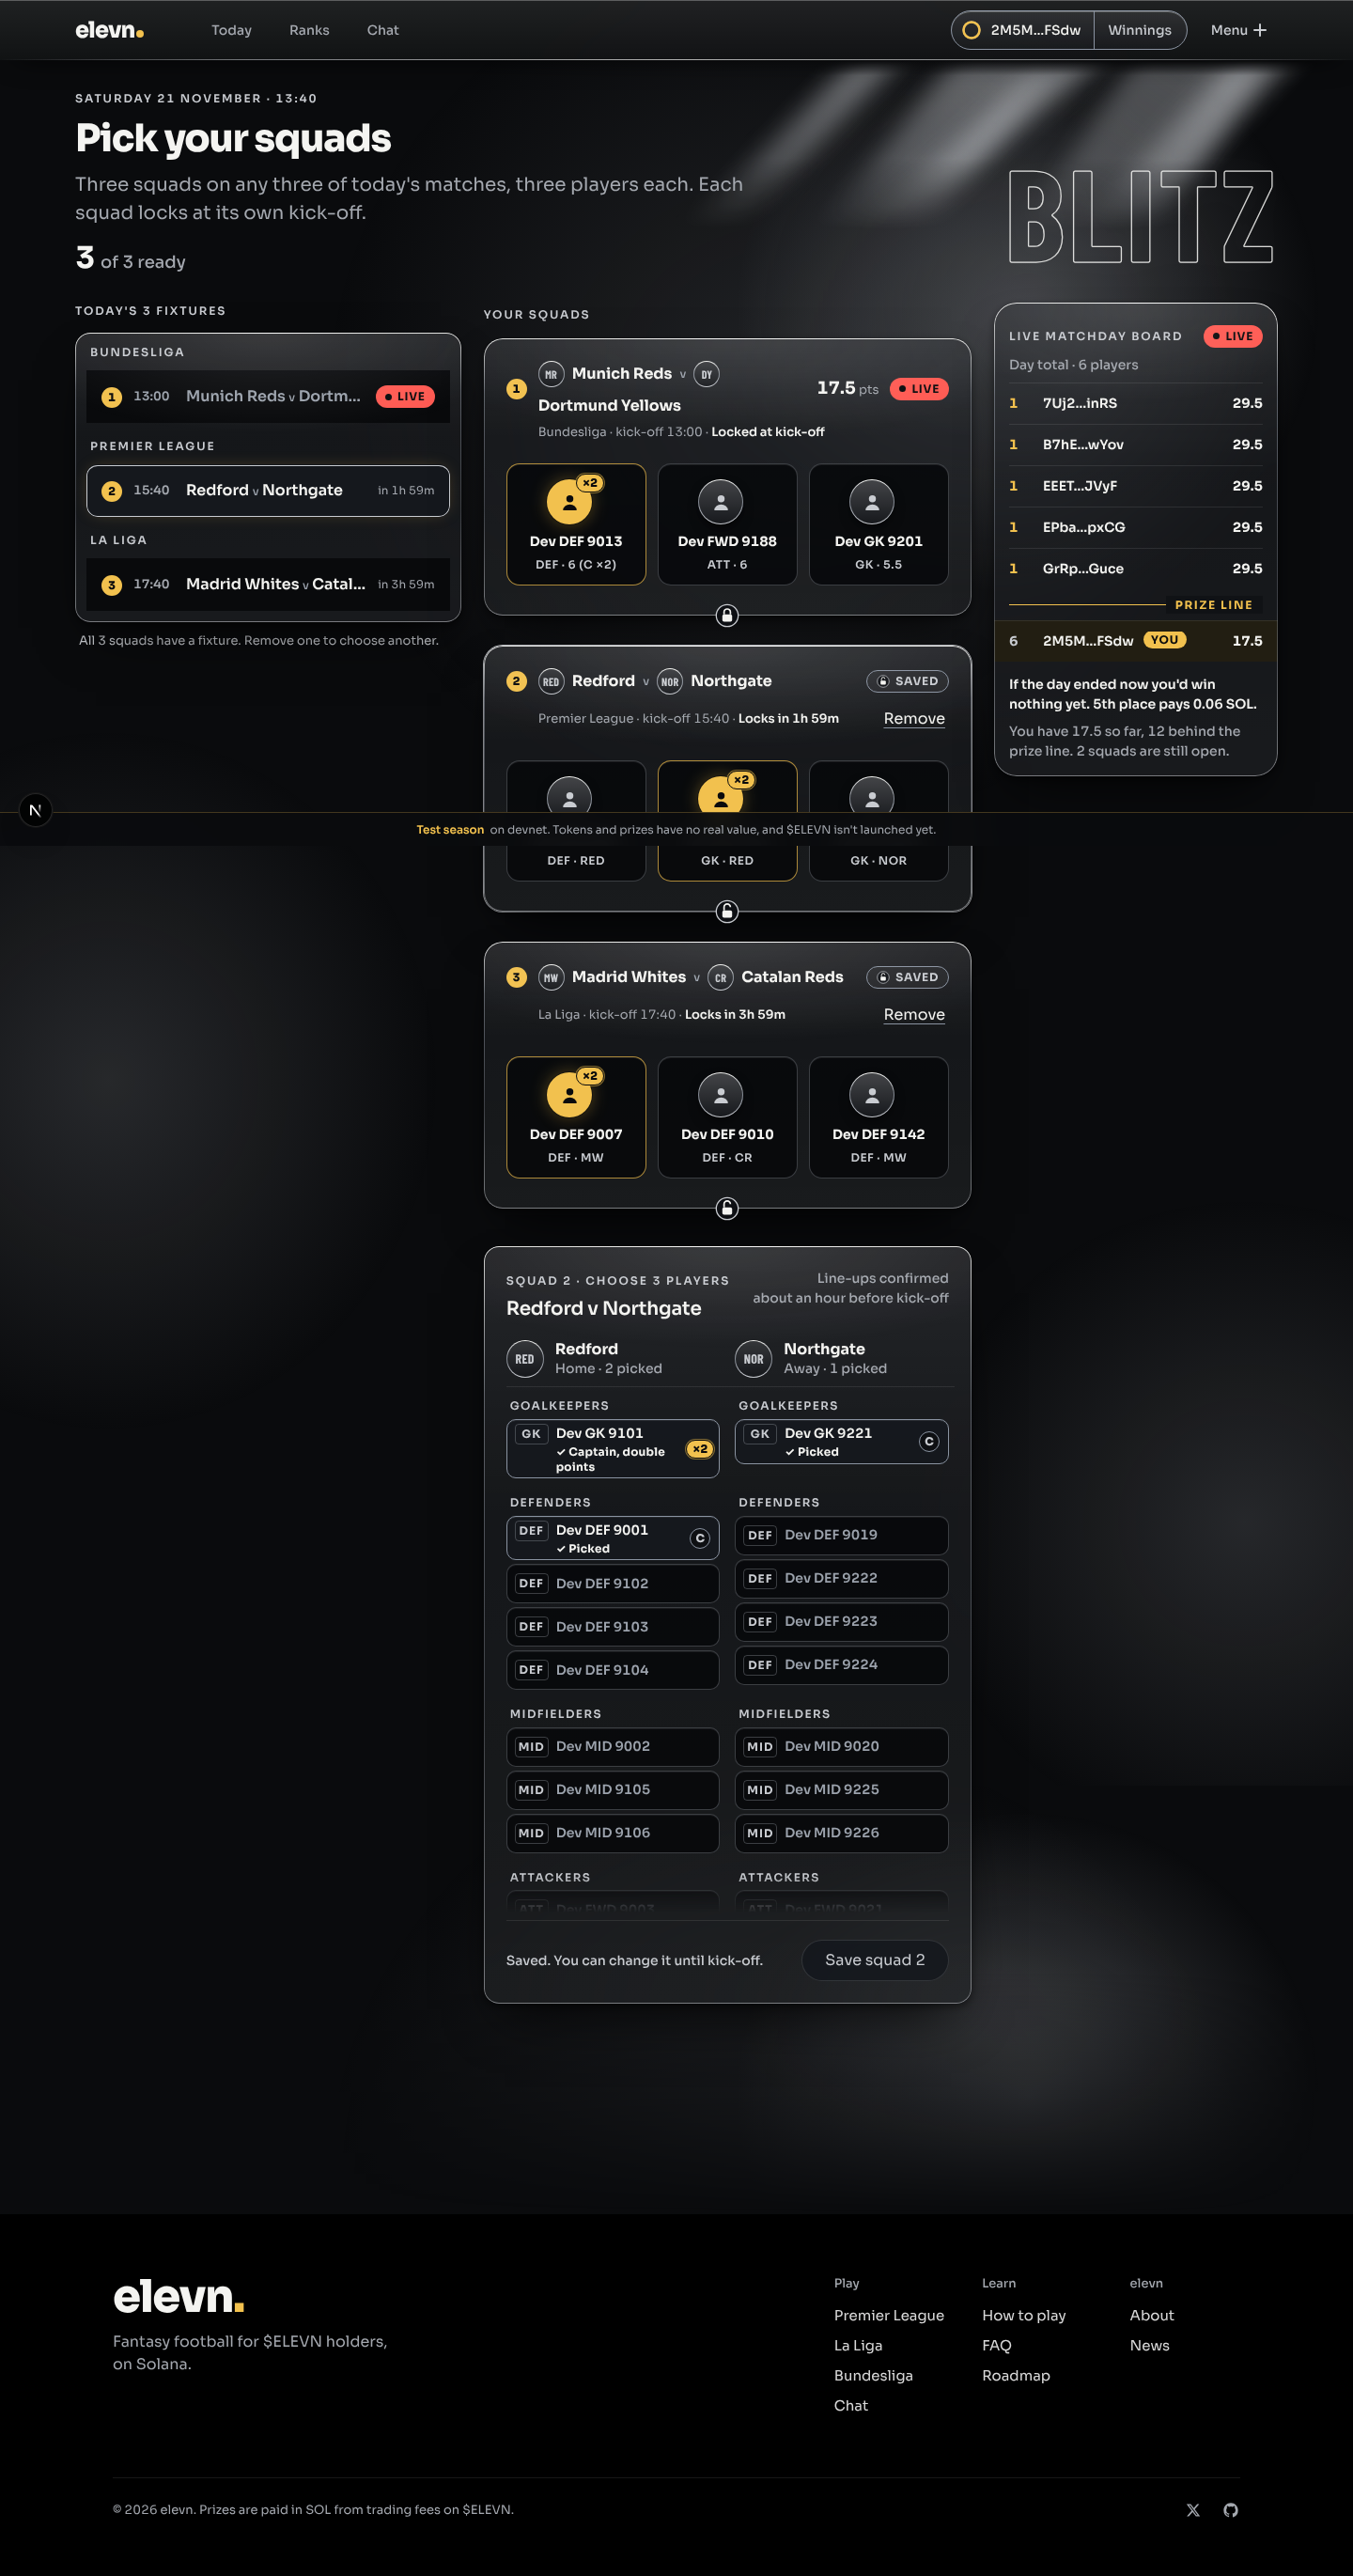 elevn.
Today
Ranks
Chat
2M5M...FSdw
Winnings
Menu
SATURDAY 21 NOVEMBER · 13:40
Pick your squads
Three squads on any three of today's matches, three players each. Each
squad locks at its own kick-off.
3 of 3 ready
BLITZ
TODAY'S 3 FIXTURES
BUNDESLIGA
1 13:00 Munich Reds v Dortm... LIVE
PREMIER LEAGUE
2 15:40 Redford v Northgate in 1h 59m
LA LIGA
3 17:40 Madrid Whites v Catal... in 3h 59m
All 3 squads have a fixture. Remove one to choose another.
YOUR SQUADS
1 MR Munich Reds v DY
Dortmund Yellows
17.5 pts LIVE
Bundesliga · kick-off 13:00 · Locked at kick-off
×2
Dev DEF 9013
DEF · 6 (C ×2)
Dev FWD 9188
ATT · 6
Dev GK 9201
GK · 5.5
2 RED Redford v NOR Northgate SAVED
Premier League · kick-off 15:40 · Locks in 1h 59m Remove
×2
DEF · RED
GK · RED
GK · NOR
3 MW Madrid Whites v CR Catalan Reds SAVED
La Liga · kick-off 17:40 · Locks in 3h 59m Remove
×2
Dev DEF 9007
DEF · MW
Dev DEF 9010
DEF · CR
Dev DEF 9142
DEF · MW
LIVE MATCHDAY BOARD LIVE
Day total · 6 players
1 7Uj2...inRS 29.5
1 B7hE...wYov 29.5
1 EEET...JVyF 29.5
1 EPba...pxCG 29.5
1 GrRp...Guce 29.5
PRIZE LINE
6 2M5M...FSdw YOU 17.5
If the day ended now you'd win
nothing yet. 5th place pays 0.06 SOL.
You have 17.5 so far, 12 behind the
prize line. 2 squads are still open.
N
Test season on devnet. Tokens and prizes have no real value, and $ELEVN isn't launched yet.
SQUAD 2 · CHOOSE 3 PLAYERS
Redford v Northgate
Line-ups confirmed
about an hour before kick-off
RED Redford
Home · 2 picked
NOR Northgate
Away · 1 picked
GOALKEEPERS
GK Dev GK 9101
✓ Captain, double
points
×2
GOALKEEPERS
GK Dev GK 9221
✓ Picked
C
DEFENDERS
DEF Dev DEF 9001
✓ Picked
C
DEF Dev DEF 9102
DEF Dev DEF 9103
DEF Dev DEF 9104
DEFENDERS
DEF Dev DEF 9019
DEF Dev DEF 9222
DEF Dev DEF 9223
DEF Dev DEF 9224
MIDFIELDERS
MID Dev MID 9002
MID Dev MID 9105
MID Dev MID 9106
MIDFIELDERS
MID Dev MID 9020
MID Dev MID 9225
MID Dev MID 9226
ATTACKERS
ATT Dev FWD 9003
ATTACKERS
ATT Dev FWD 9021
Saved. You can change it until kick-off.
Save squad 2
elevn.
Fantasy football for $ELEVN holders,
on Solana.
Play
Premier League
La Liga
Bundesliga
Chat
Learn
How to play
FAQ
Roadmap
elevn
About
News
© 2026 elevn. Prizes are paid in SOL from trading fees on $ELEVN.